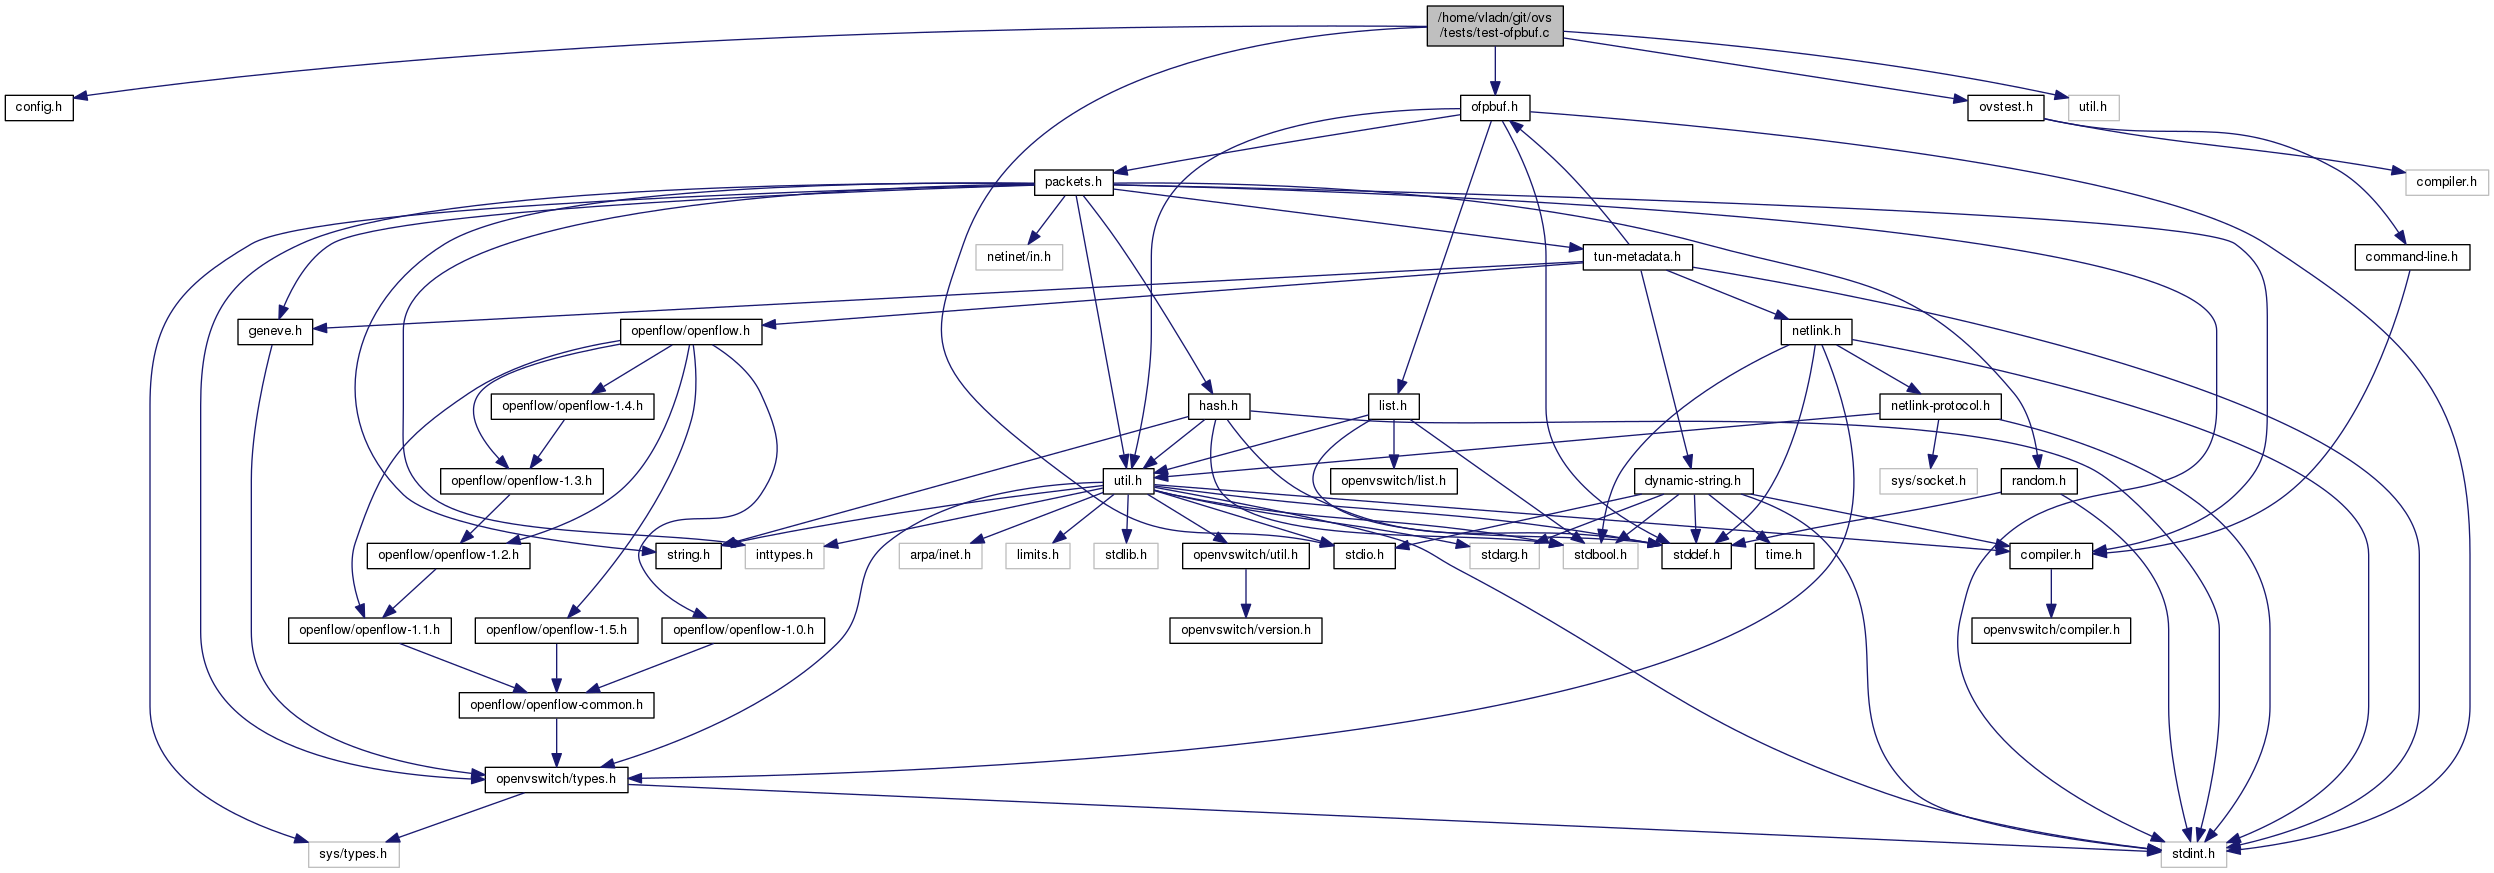 /home/vladn/git/ovs
/tests/test-ofpbuf.c
config.h
ofpbuf.h
ovstest.h
util.h
packets.h
compiler.h
netinet/in.h
tun-metadata.h
command-line.h
geneve.h
openflow/openflow.h
netlink.h
openflow/openflow-1.4.h
hash.h
list.h
netlink-protocol.h
openflow/openflow-1.3.h
util.h
openvswitch/list.h
dynamic-string.h
sys/socket.h
random.h
openflow/openflow-1.2.h
string.h
inttypes.h
arpa/inet.h
limits.h
stdlib.h
openvswitch/util.h
stdio.h
stdarg.h
stdbool.h
stddef.h
time.h
compiler.h
openflow/openflow-1.1.h
openflow/openflow-1.5.h
openflow/openflow-1.0.h
openvswitch/version.h
openvswitch/compiler.h
openflow/openflow-common.h
openvswitch/types.h
sys/types.h
stdint.h